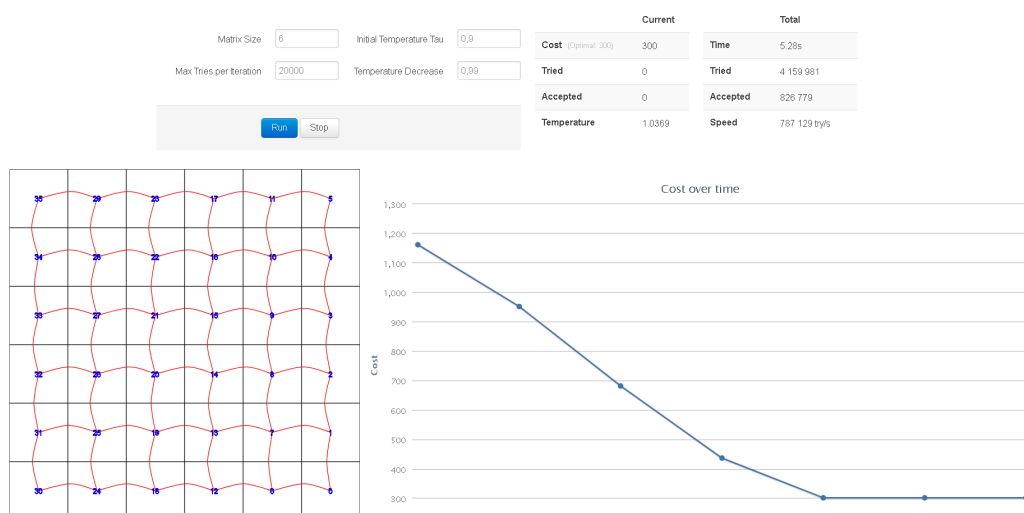 Current
Total
Matrix Size 6 Initial Temperature Tau 0,9
Cost (Optimal: 300) 300
Time 5.28s
Max Tries per Iteration 20000 Temperature Decrease 0,99
Tried 0
Tried 4 159 981
Accepted 0
Accepted 826 779
Run Stop
Temperature 1.0369
Speed 787 129 try/s
35 29 23 17 11 5
34 28 22 16 10 4
33 27 21 15 9 3
32 26 20 14 8 2
31 25 19 13 7 1
30 24 18 12 6 0
Cost over time
1,300
1,200
1,100
1,000
900
800
Cost
700
600
500
400
300